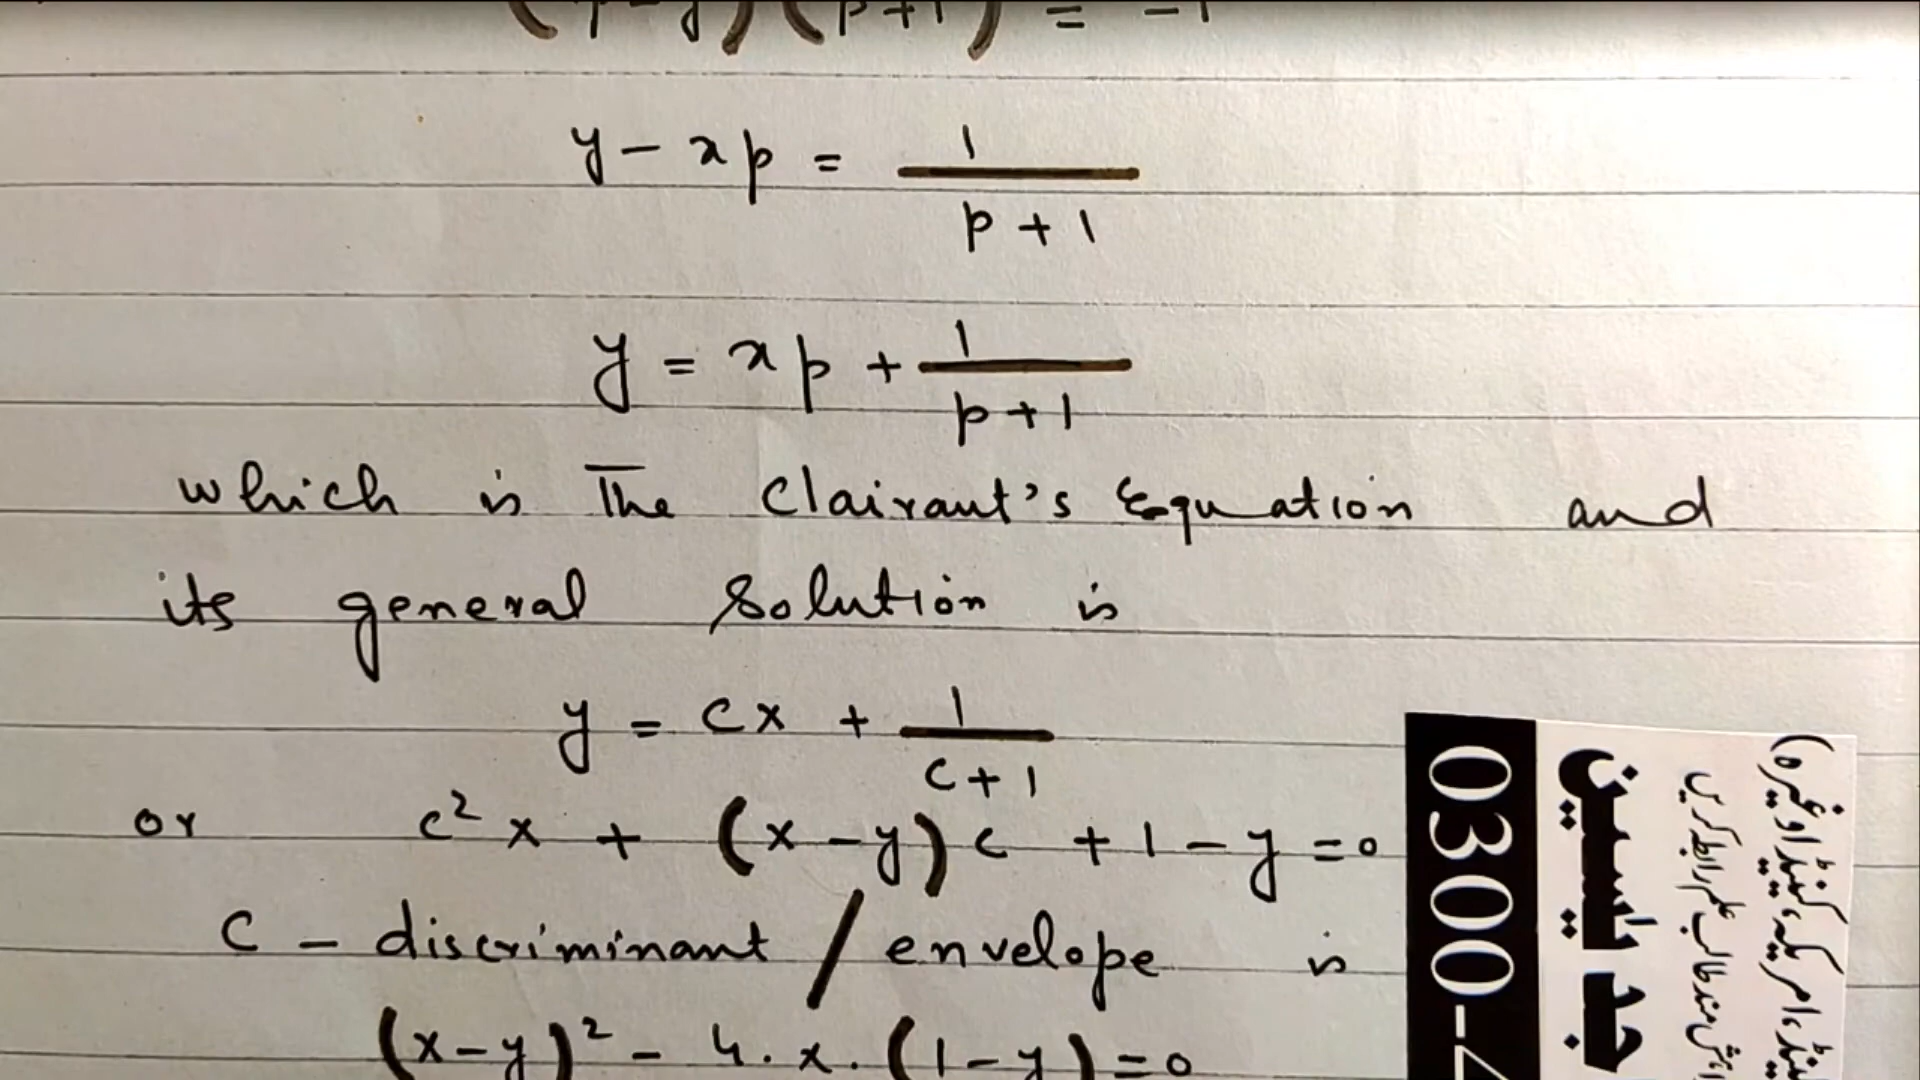 y - xp = 1/(p + 1)
y = xp + 1/(p + 1)
which is The Clairaut's Equation and
its general solution is
y = cx + 1/(c + 1)
or c² x + (x - y) c + 1 - y = 0
C - discriminant / envelope is
(x - y)² - 4 . x . (1 - y) = 0
0300-